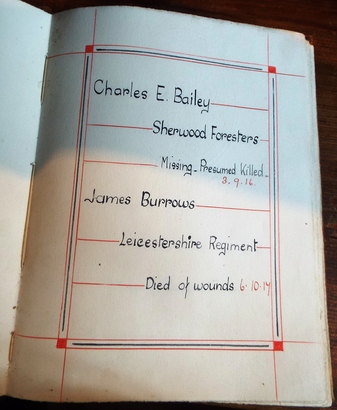 Charles E. Bailey
Sherwood Foresters
Missing - Presumed Killed -
3.9.16.
James Burrows
Leicestershire Regiment
Died of wounds 6.10.17